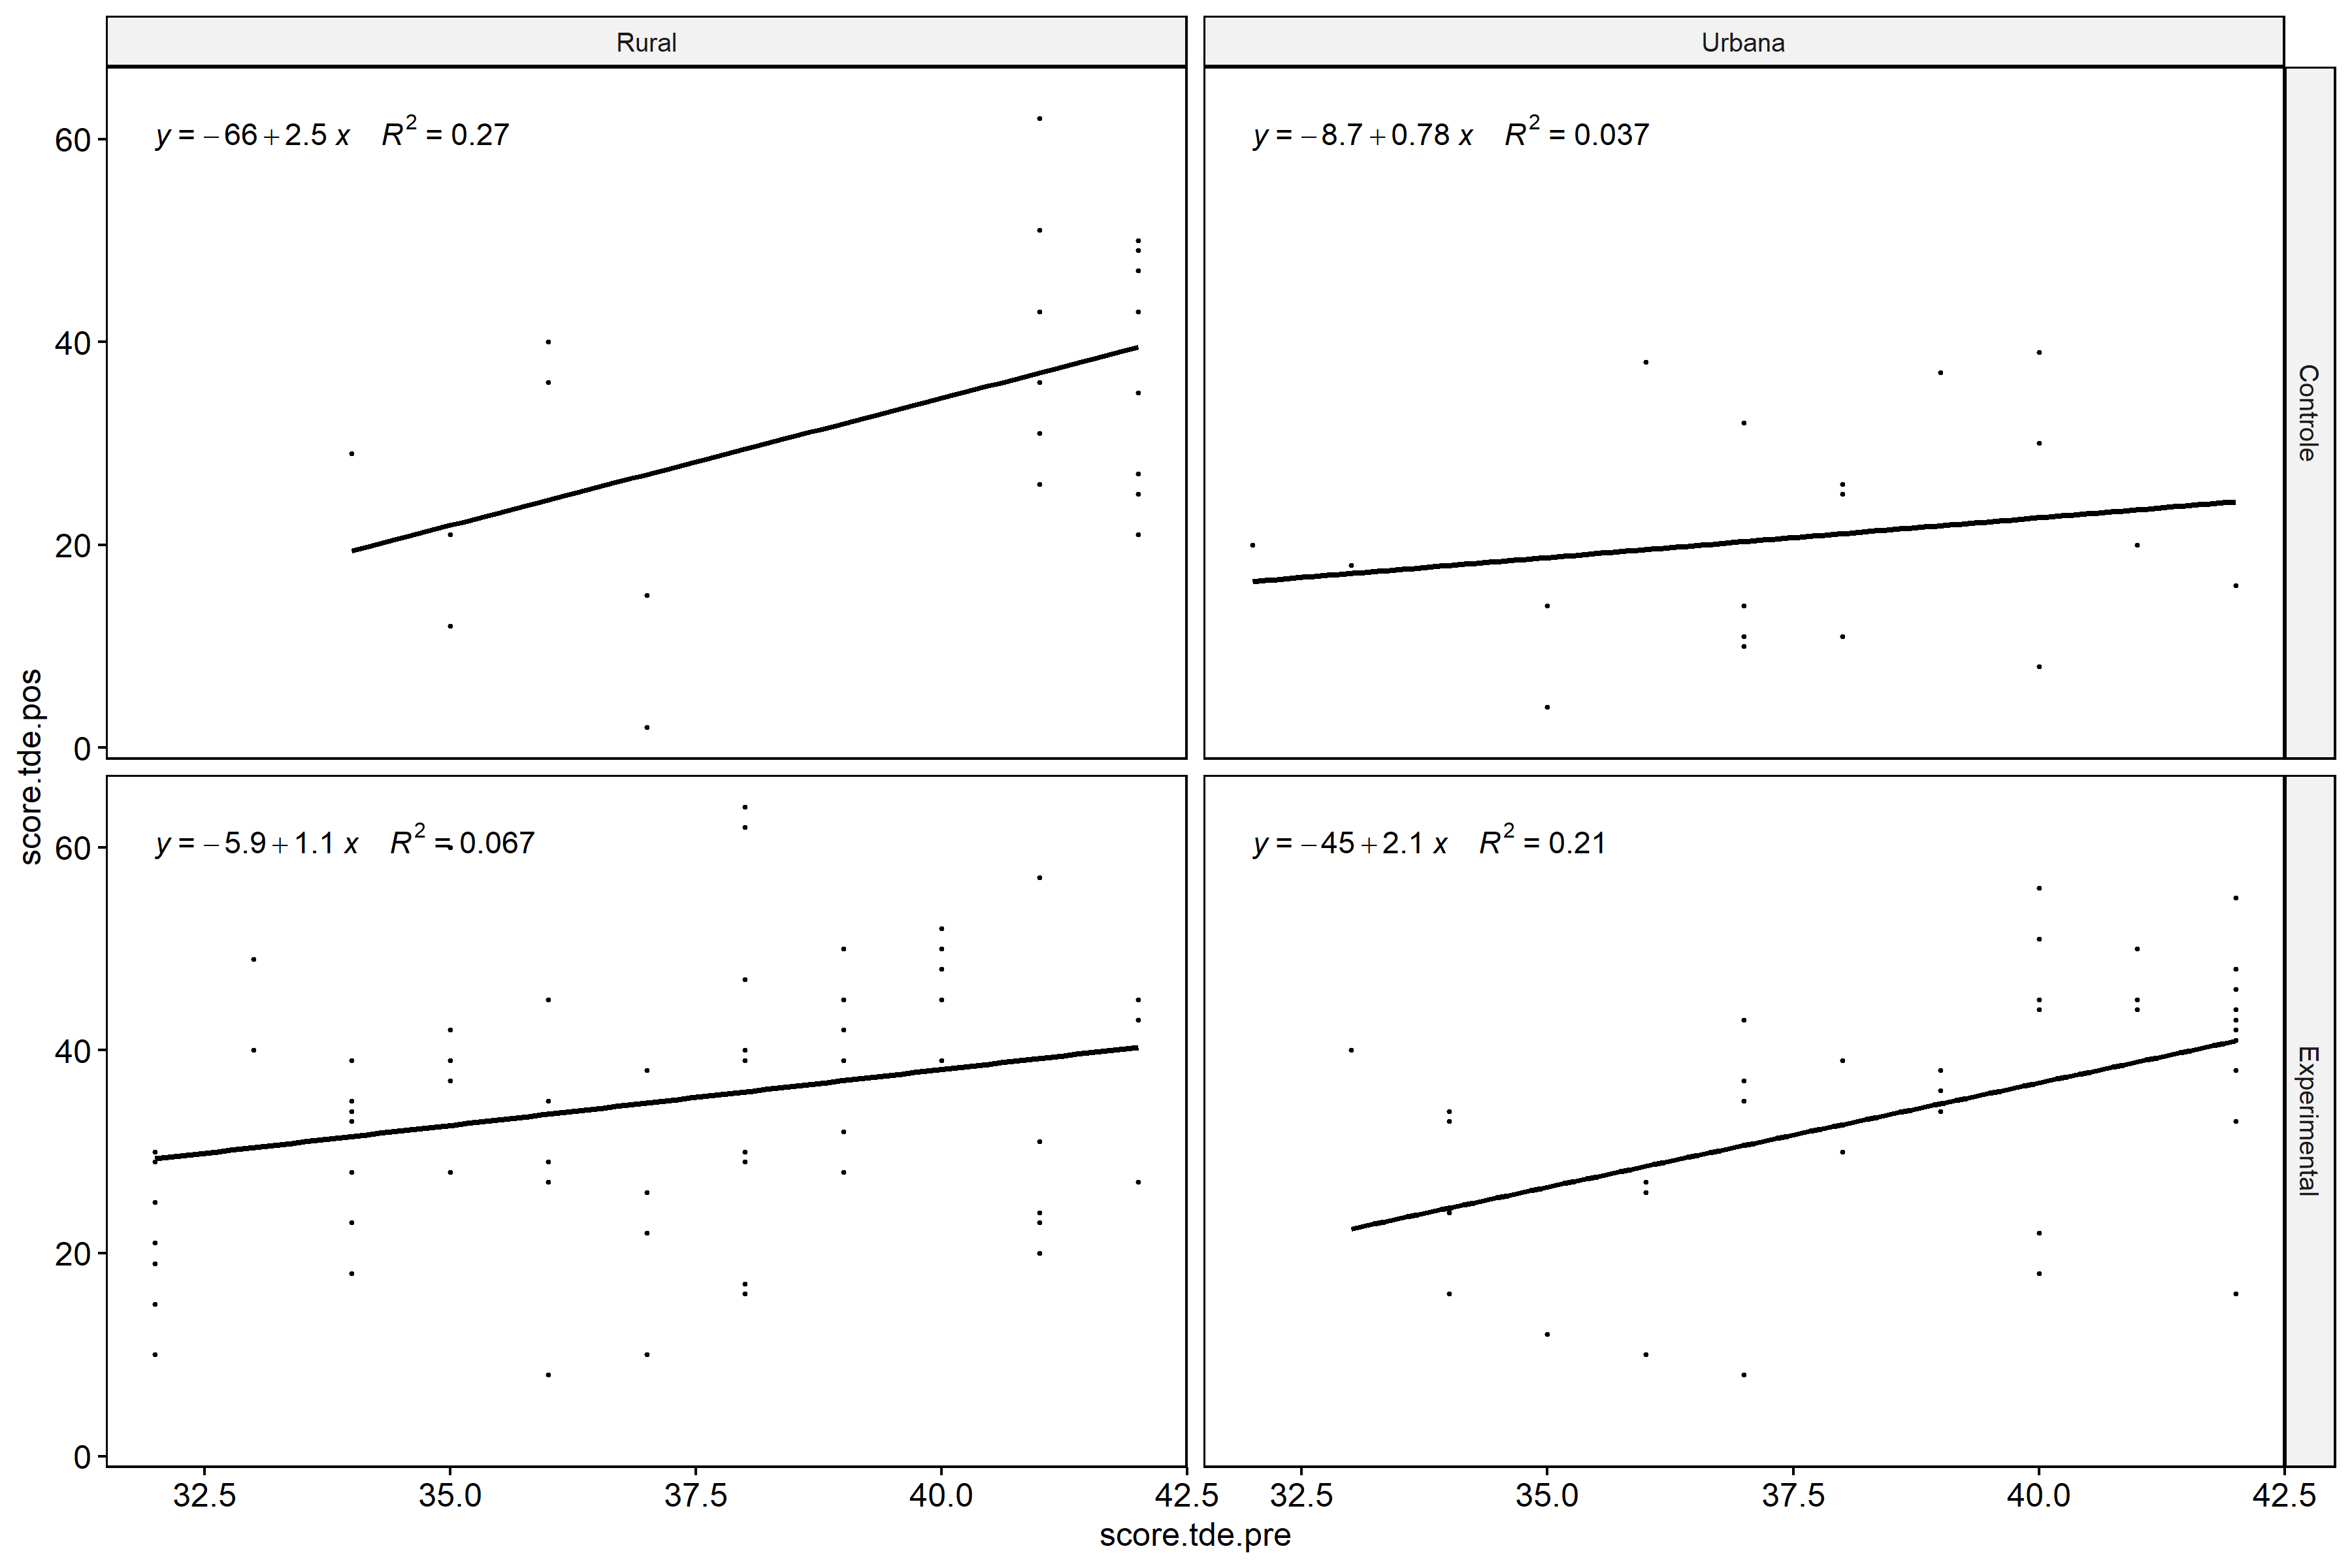 Rural
Urbana
y = −66 + 2.5 x R² = 0.27
y = −8.7 + 0.78 x R² = 0.037
Controle
60
40
20
0
y = −5.9 + 1.1 x R² = 0.067
y = −45 + 2.1 x R² = 0.21
Experimental
60
40
20
0
32.5 35.0 37.5 40.0 42.5 32.5 35.0 37.5 40.0 42.5
score.tde.pre
score.tde.pos